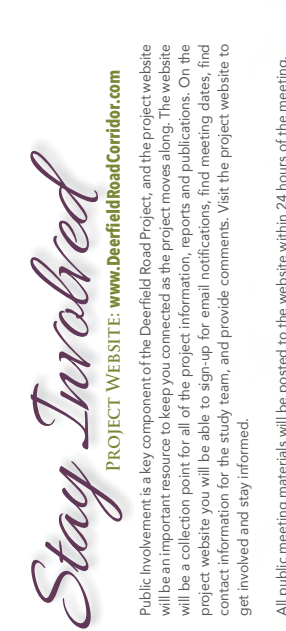 Stay Involved
PROJECT WEBSITE: www.DeerfieldRoadCorridor.com
Public Involvement is a key component of the Deerfield Road Project, and the project website
will be an important resource to keep you connected as the project moves along. The website
will be a collection point for all of the project information, reports and publications. On the
project website you will be able to sign-up for email notifications, find meeting dates, find
contact information for the study team, and provide comments. Visit the project website to
get involved and stay informed.
All public meeting materials will be posted to the website within 24 hours of the meeting.